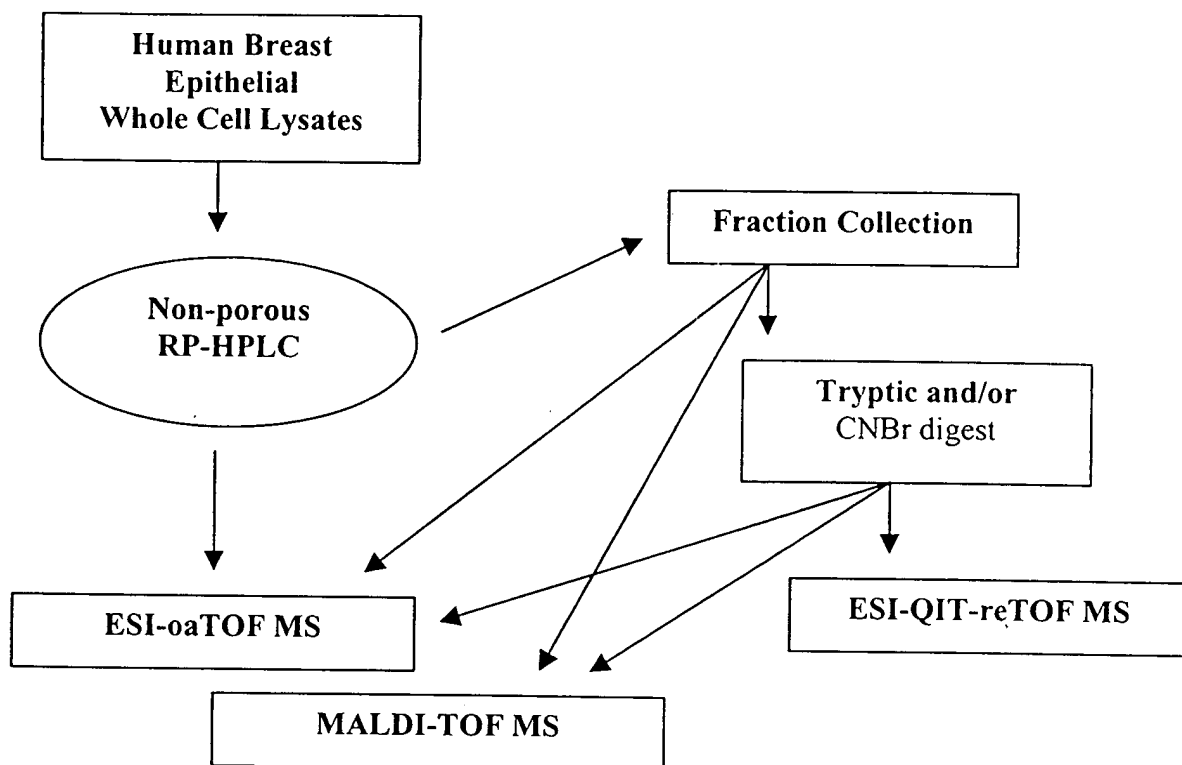 Human Breast
Epithelial
Whole Cell Lysates
Fraction Collection
Non-porous
RP-HPLC
Tryptic and/or
CNBr digest
ESI-oaTOF MS
ESI-QIT-reTOF MS
MALDI-TOF MS